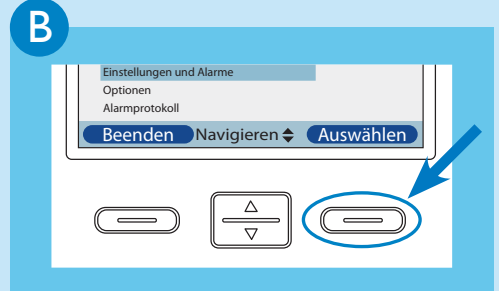 B
Einstellungen und Alarme
Optionen
Alarmprotokoll
Beenden Navigieren Auswählen